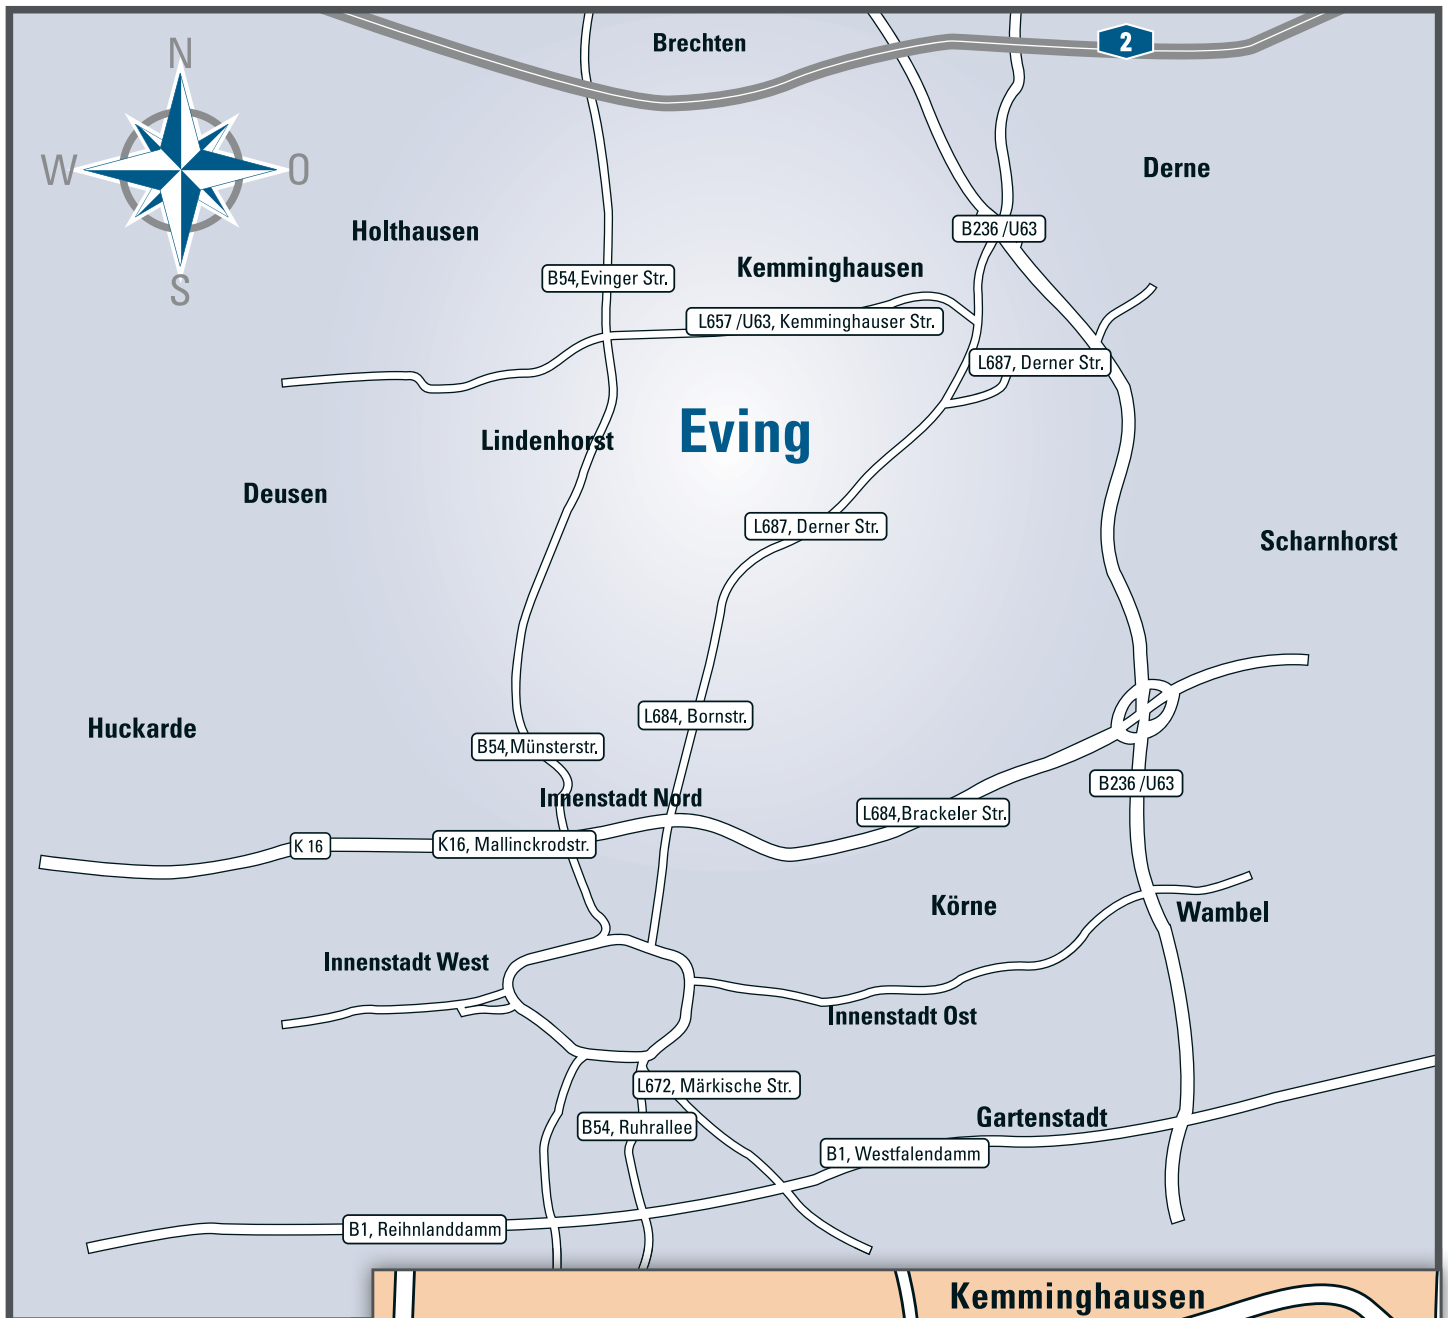 Brechten
2
N
W
O
S
Derne
Holthausen
B236 /U63
Kemminghausen
B54,Evinger Str.
L657 /U63, Kemminghauser Str.
L687, Derner Str.
Eving
Lindenhorst
Deusen
L687, Derner Str.
Scharnhorst
L684, Bornstr.
Huckarde
B54,Münsterstr.
B236 /U63
Innenstadt Nord
L684,Brackeler Str.
K 16
K16, Mallinckrodstr.
Körne
Wambel
Innenstadt West
Innenstadt Ost
L672, Märkische Str.
Gartenstadt
B54, Ruhrallee
B1, Westfalendamm
B1, Reihnlanddamm
Kemminghausen